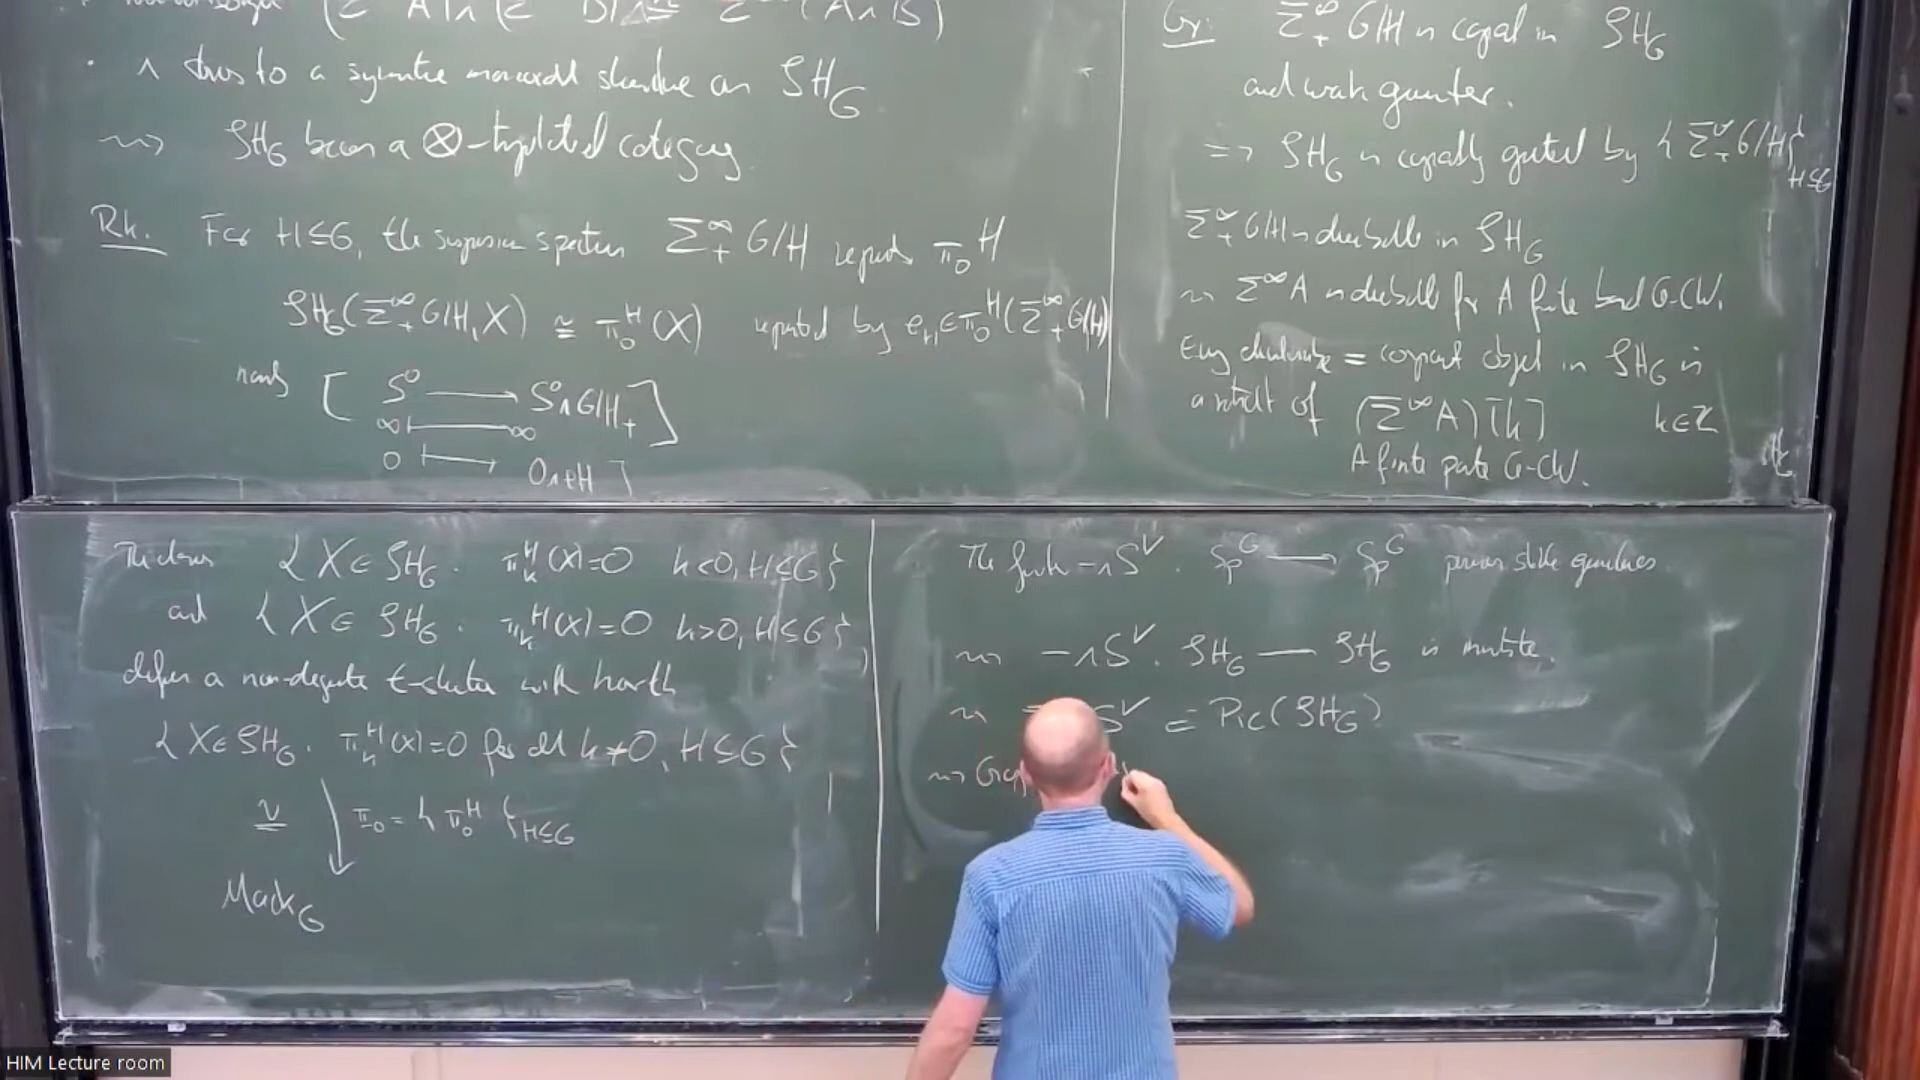 (Σ^∞ A) ∧ (Σ^∞ B) ≅ Σ^∞ (A ∧ B)
· ∧ to a symmetric monoidal structure on SH_G
⇝ SH_G becomes a ⊗-triangulated category.
Rk. For H≤G, the suspension spectrum Σ^∞_+ G/H represents π_0^H
SH_G(Σ^∞_+ G/H, X) ≅ π_0^H (X) represented by e_H ∈ π_0^H(Σ^∞_+ G/H)
[ S^0 ⟶ S^0 ∧ G/H_+ ]
∞ ⟼ ∞
0 ⟼ 0∧eH ]
Cor: Σ^∞_+ G/H is compact in SH_G
and weak generator.
=> SH_G is compactly generated by { Σ^∞_+ G/H }_{H≤G}
Σ^∞_+ G/H is dualizable in SH_G
⇝ Σ^∞ A is dualizable for A finite based G-CW.
Every dualizable = compact object in SH_G is
a retract of (Σ^∞ A)[k] k∈Z
A finite pointed G-CW.
The classes { X ∈ SH_G . π_k^H (X) = 0 k<0, H≤G }
and { X ∈ SH_G . π_k^H (X) = 0 k>0, H≤G }
define a non-degenerate t-structure with heart
{ X ∈ SH_G . π_k^H (X) = 0 for all k≠0, H≤G }
≅ ↓ π_0 = { π_0^H }_{H≤G}
Mack_G
The functor -∧S^V : Sp^G ⟶ Sp^G preserves stable equivalences.
⇝ -∧S^V . SH_G — SH_G is invertible.
⇝ S^V = Pic(SH_G)
⇝
HIM Lecture room